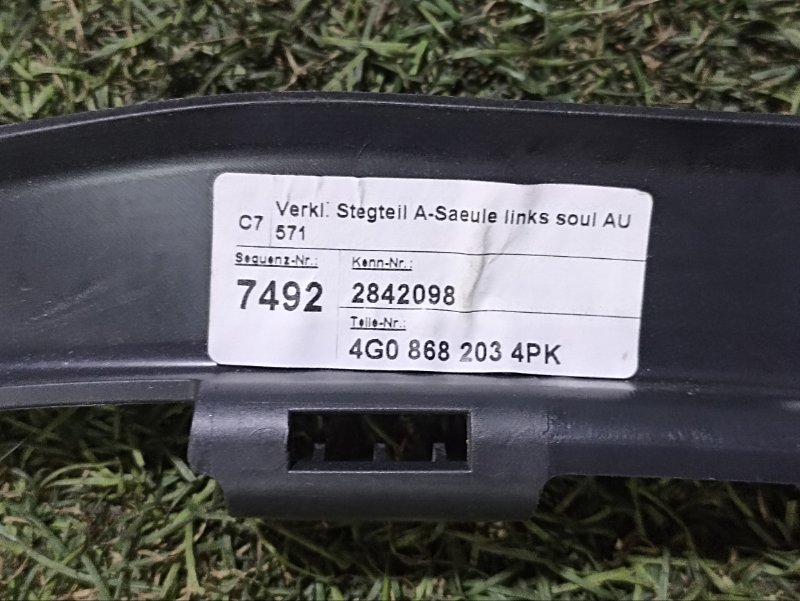 C7 Verkl. Stegteil A-Saeule links soul AU
571
Sequenz-Nr.: Kenn-Nr.:
7492 2842098
Teile-Nr.:
4G0 868 203 4PK